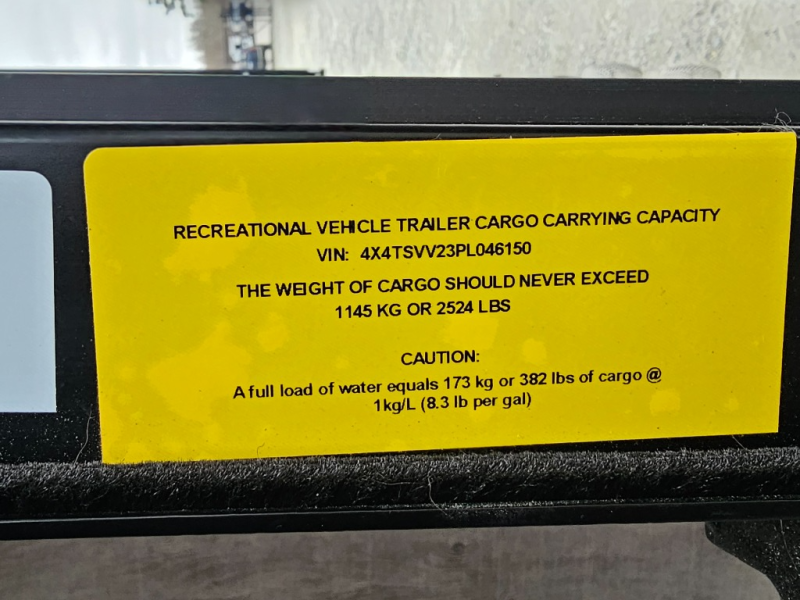 RECREATIONAL VEHICLE TRAILER CARGO CARRYING CAPACITY
VIN: 4X4TSVV23PL046150
THE WEIGHT OF CARGO SHOULD NEVER EXCEED
1145 KG OR 2524 LBS
CAUTION:
A full load of water equals 173 kg or 382 lbs of cargo @
1kg/L (8.3 lb per gal)